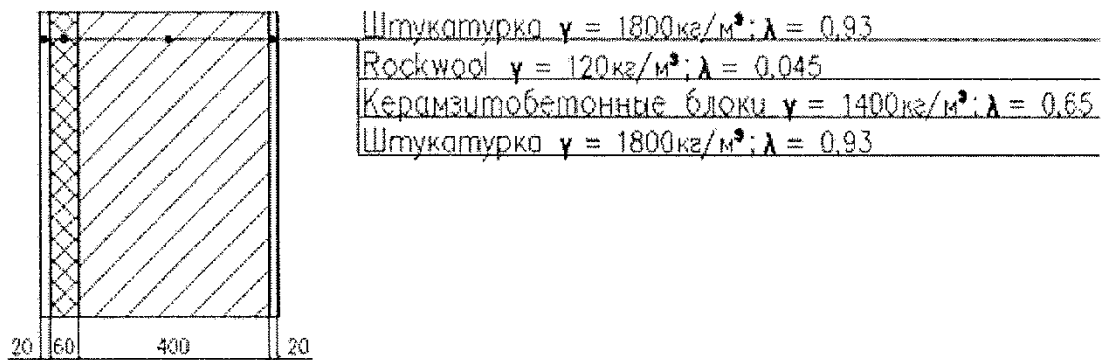 Штукатурка γ = 1800кг/м³; λ = 0,93
Rockwool γ = 120кг/м³; λ = 0,045
Керамзитобетонные блоки γ = 1400кг/м³; λ = 0,65
Штукатурка γ = 1800кг/м³; λ = 0,93
20 60 400 20